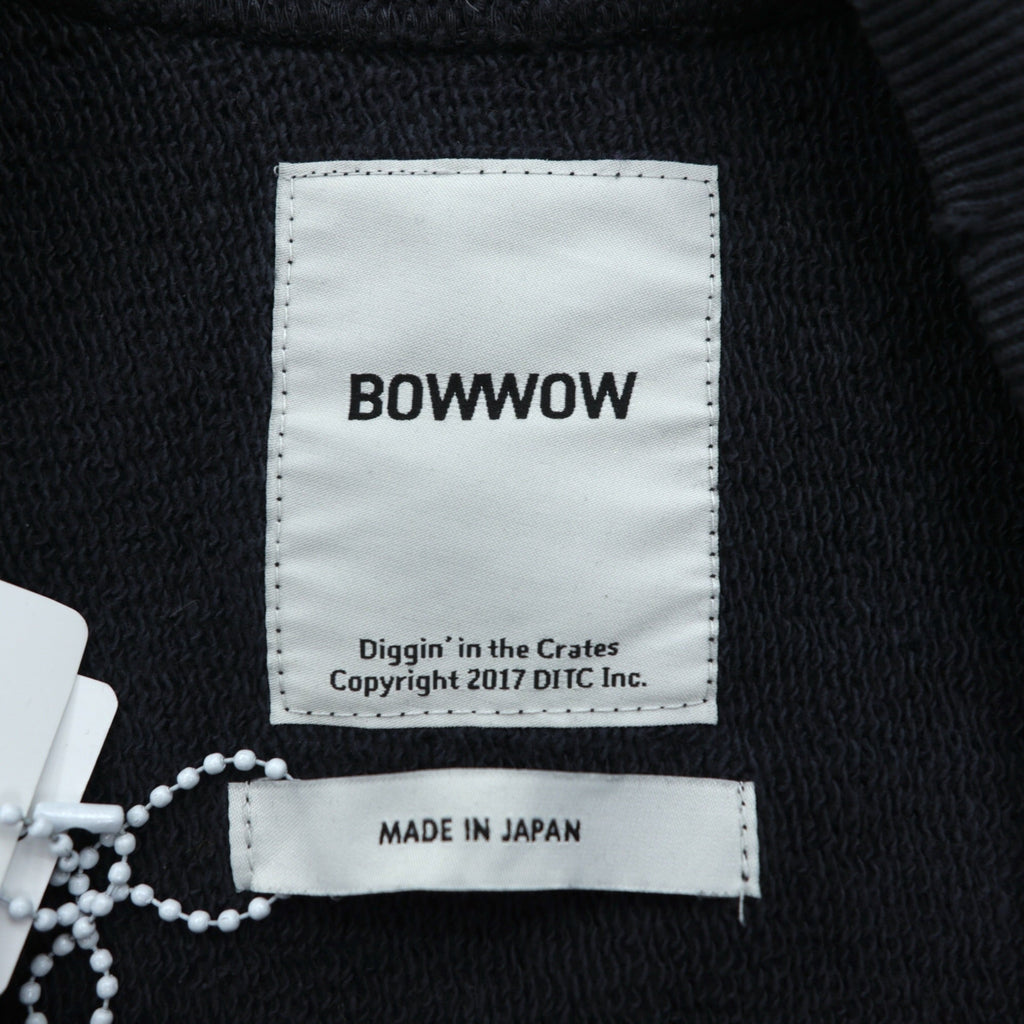 BOWWOW
Diggin' in the Crates
Copyright 2017 DITC Inc.
MADE IN JAPAN